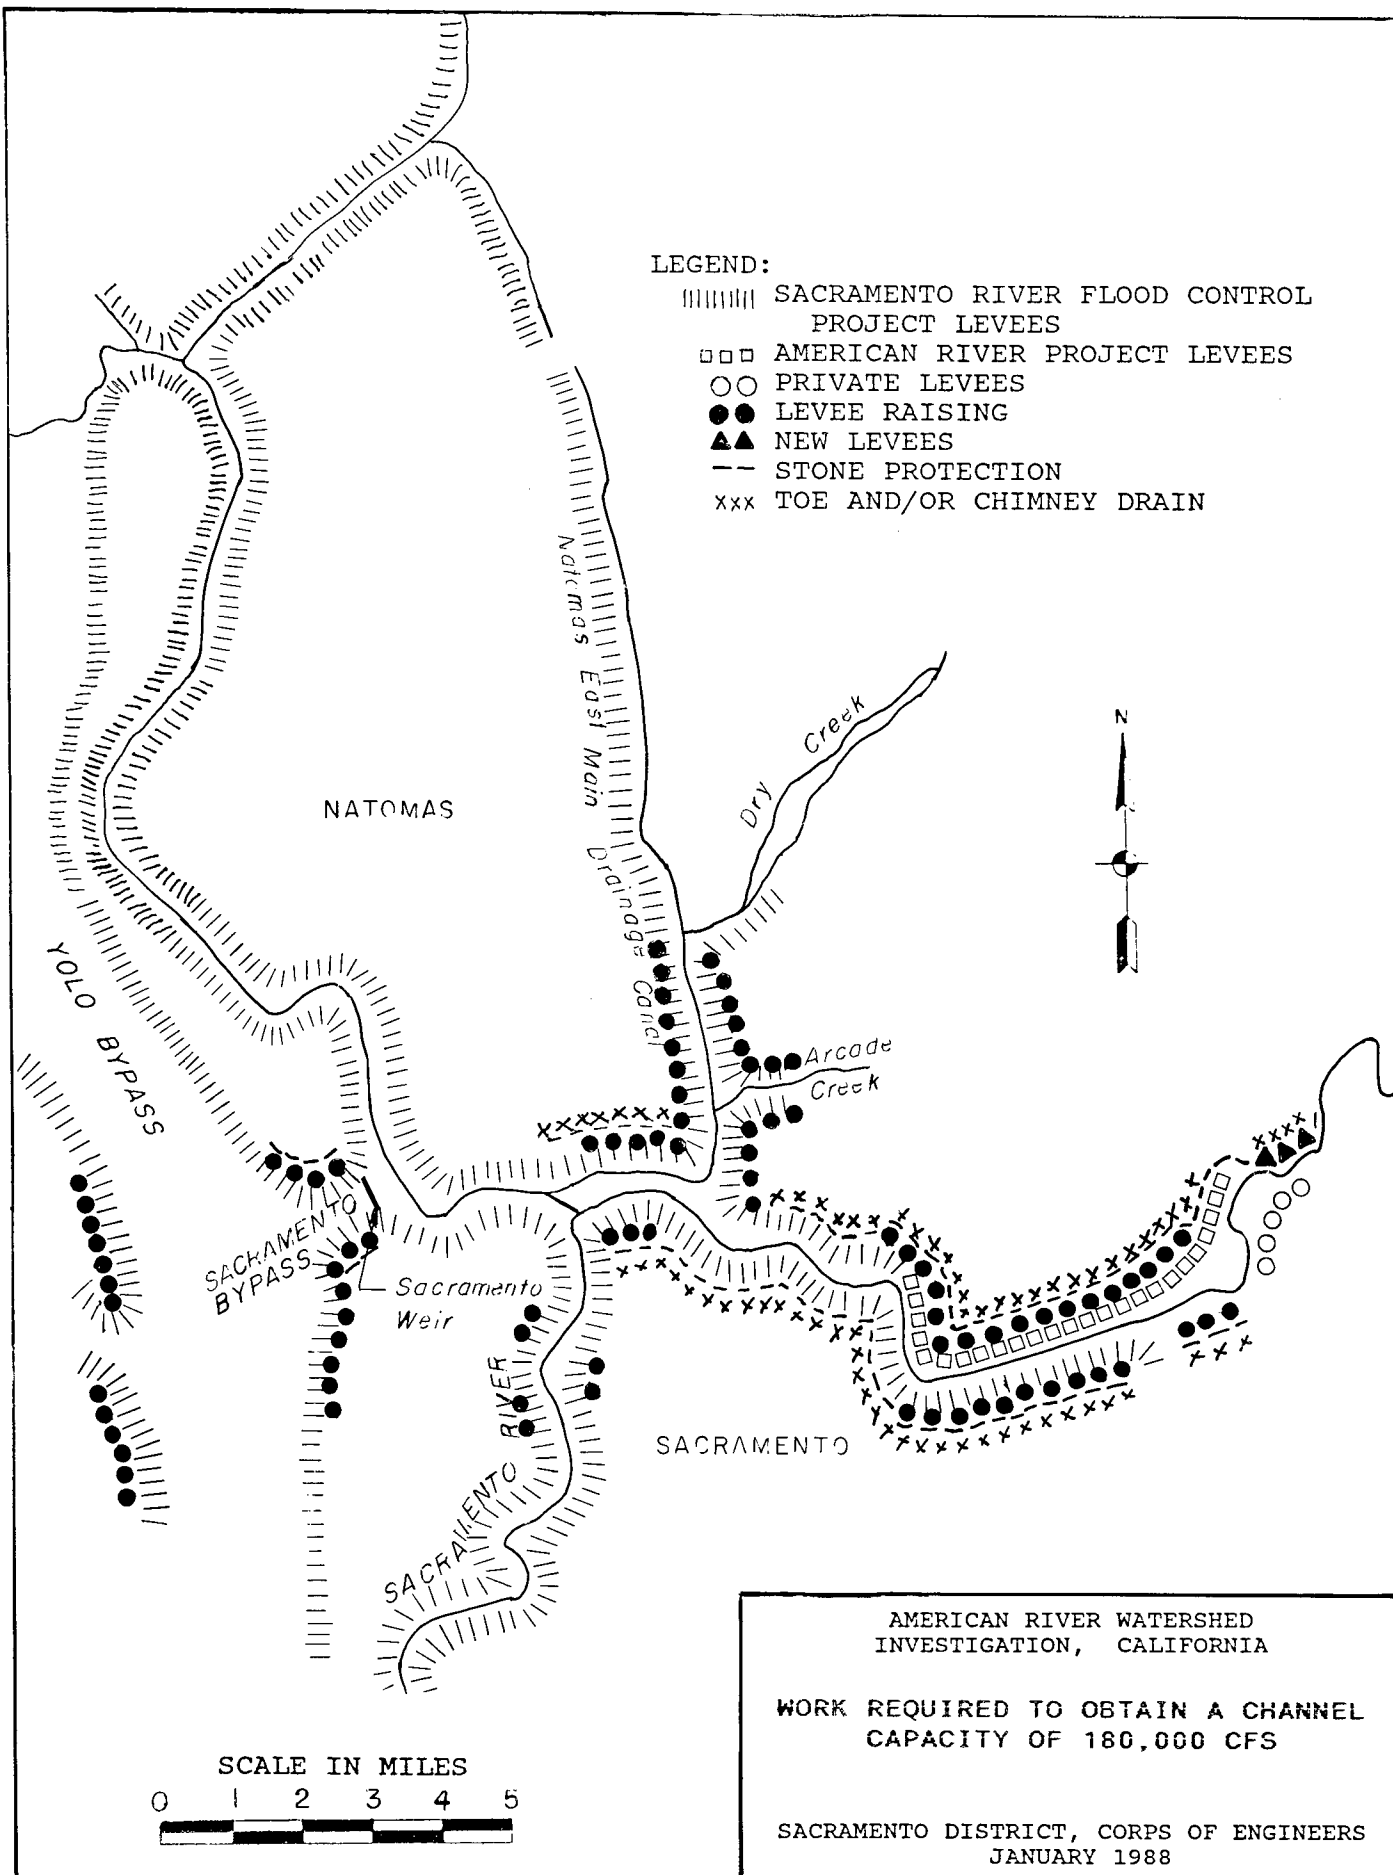 LEGEND:
SACRAMENTO RIVER FLOOD CONTROL
PROJECT LEVEES
AMERICAN RIVER PROJECT LEVEES
PRIVATE LEVEES
LEVEE RAISING
NEW LEVEES
STONE PROTECTION
xxx TOE AND/OR CHIMNEY DRAIN
Natomas East Main Drainage Canal
Dry Creek
N
NATOMAS
YOLO BYPASS
Arcade
Creek
SACRAMENTO
BYPASS
Sacramento
Weir
SACRAMENTO RIVER
SACRAMENTO
SCALE IN MILES
0 1 2 3 4 5
AMERICAN RIVER WATERSHED
INVESTIGATION, CALIFORNIA
WORK REQUIRED TO OBTAIN A CHANNEL
CAPACITY OF 180,000 CFS
SACRAMENTO DISTRICT, CORPS OF ENGINEERS
JANUARY 1988